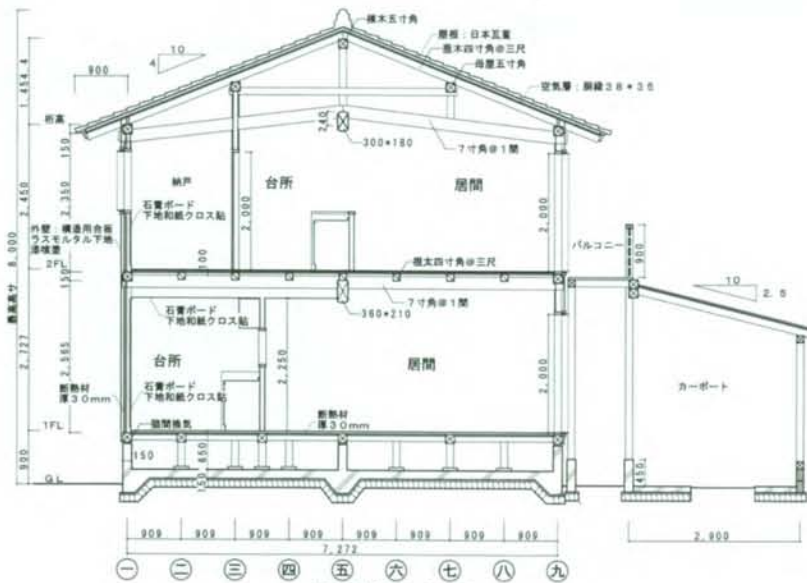 棟木五寸角
屋根：日本瓦葺
垂木四寸角@三尺
母屋五寸角
空気層：胴縁38*36
10
4
900
1,454.4
桁高
150
240
300*180
7寸角@1間
納戸
台所
居間
石膏ボード
下地和紙クロス貼
2,000
2,000
2,450
2,350
8,000
最高高サ
外壁：構造用合板
ラスモルタル下地
漆喰塗
バルコニー
900
100
根太四寸角@三尺
2FL
150
石膏ボード
下地和紙クロス貼
7寸角@1間
360*210
10
2.5
台所
居間
2,250
2,000
2,727
2,565
カーポート
断熱材
厚30mm
石膏ボード
下地和紙クロス貼
断熱材
厚30mm
1FL
猫間換気
150
650
150
900
450
GL
909
909
909
909
909
909
909
909
7,272
2,900
一
二
三
四
五
六
七
八
九